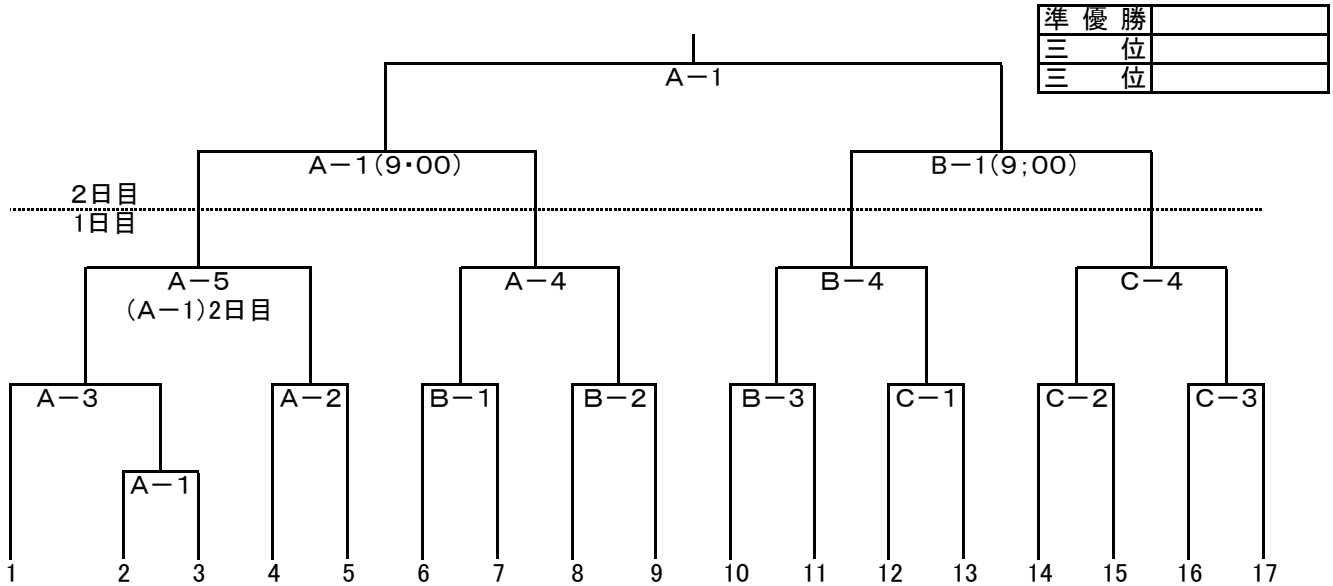 準優勝
三位
三位
A－1
A－1(9・00)
B－1(9;00)
2日目
1日目
A－5
A－4
B－4
C－4
(A－1)2日目
A－3
A－2
B－1
B－2
B－3
C－1
C－2
C－3
A－1
1 2 3 4 5 6 7 8 9 10 11 12 13 14 15 16 17